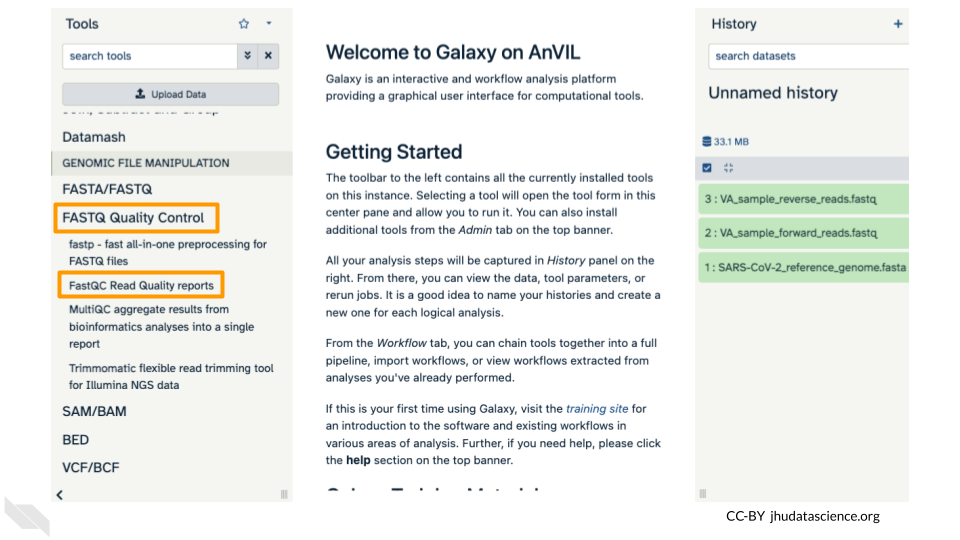 Tools
search tools
Upload Data
Datamash
GENOMIC FILE MANIPULATION
FASTA/FASTQ
FASTQ Quality Control
fastp - fast all-in-one preprocessing for
FASTQ files
FastQC Read Quality reports
MultiQC aggregate results from
bioinformatics analyses into a single
report
Trimmomatic flexible read trimming tool
for Illumina NGS data
SAM/BAM
BED
VCF/BCF
Welcome to Galaxy on AnVIL
Galaxy is an interactive and workflow analysis platform
providing a graphical user interface for computational tools.
Getting Started
The toolbar to the left contains all the currently installed tools
on this instance. Selecting a tool will open the tool form in this
center pane and allow you to run it. You can also install
additional tools from the Admin tab on the top banner.
All your analysis steps will be captured in History panel on the
right. From there, you can view the data, tool parameters, or
rerun jobs. It is a good idea to name your histories and create a
new one for each logical analysis.
From the Workflow tab, you can chain tools together into a full
pipeline, import workflows, or view workflows extracted from
analyses you've already performed.
If this is your first time using Galaxy, visit the training site for
an introduction to the software and existing workflows in
various areas of analysis. Further, if you need help, please click
the help section on the top banner.
History
search datasets
Unnamed history
33.1 MB
3 : VA_sample_reverse_reads.fastq
2 : VA_sample_forward_reads.fastq
1 : SARS-CoV-2_reference_genome.fasta
CC-BY jhudatascience.org